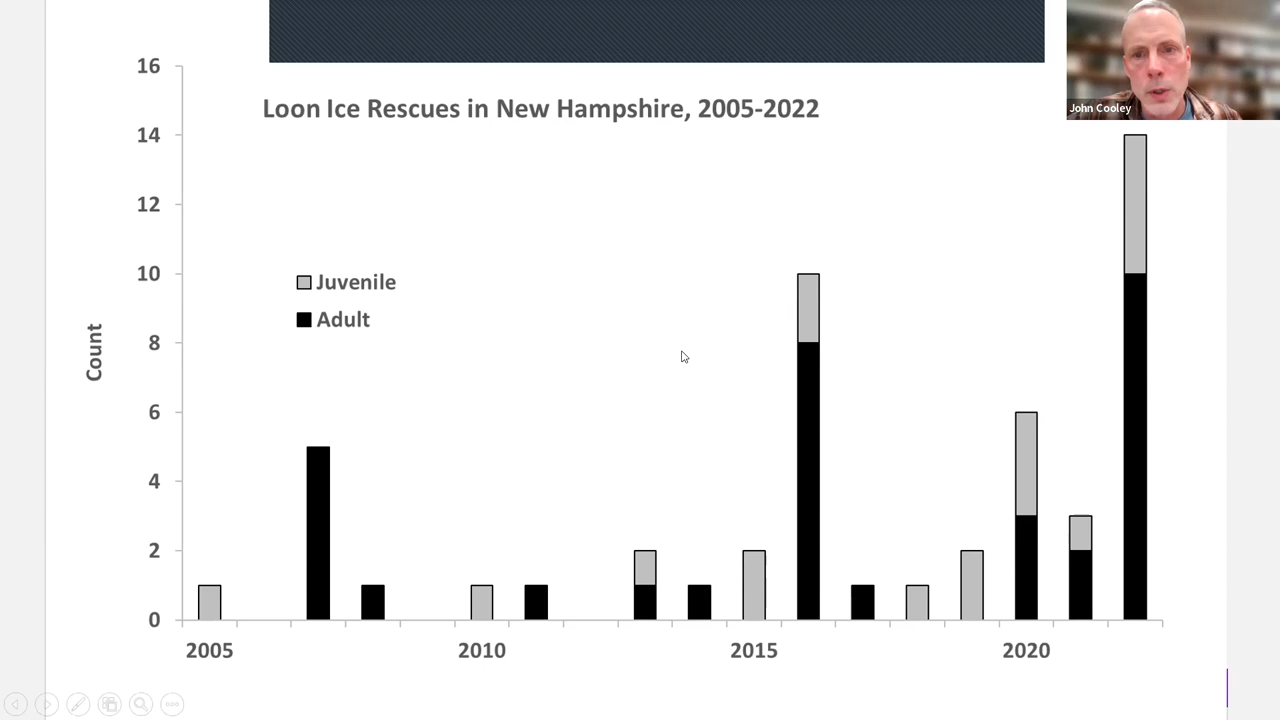 John Cooley
Loon Ice Rescues in New Hampshire, 2005-2022
16
14
12
10
8
6
4
2
0
Count
Juvenile
Adult
2005
2010
2015
2020